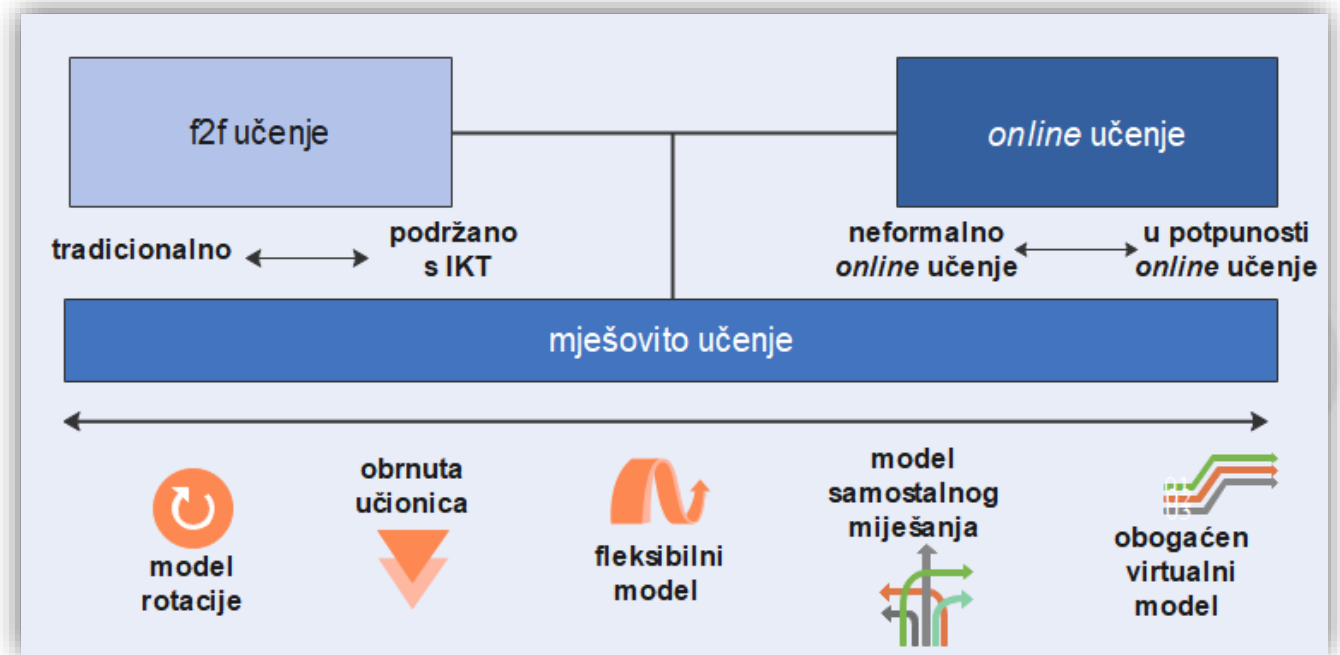 f2f učenje
online učenje
tradicionalno
podržano
s IKT
neformalno
online učenje
u potpunosti
online učenje
mješovito učenje
model
rotacije
obrnuta
učionica
fleksibilni
model
model
samostalnog
miješanja
obogaćen
virtualni
model